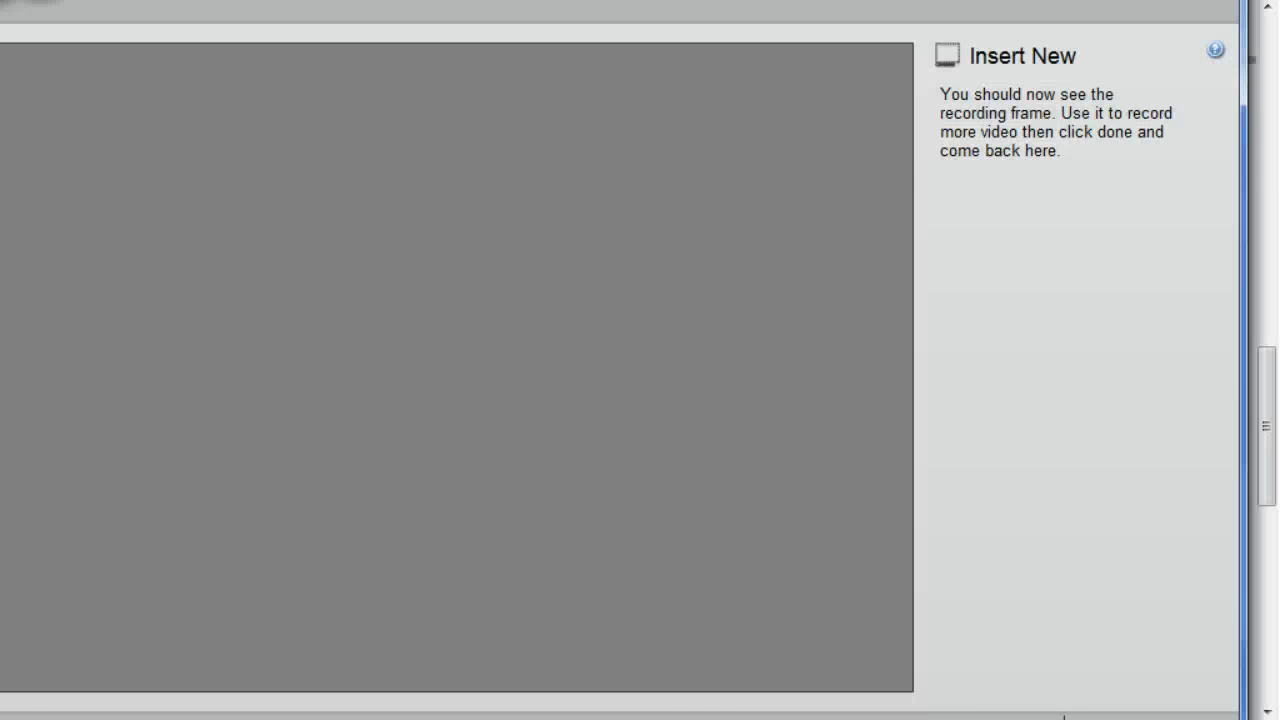 Insert New
You should now see the
recording frame. Use it to record
more video then click done and
come back here.